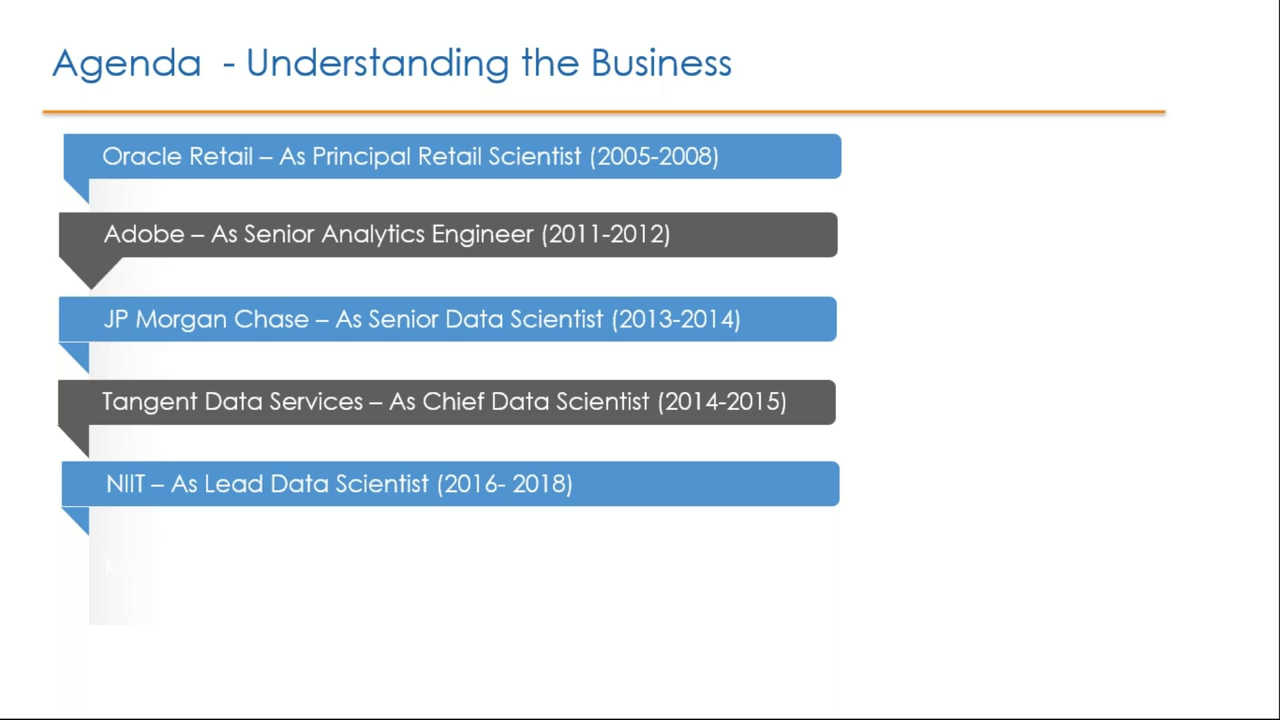 Agenda - Understanding the Business
Oracle Retail – As Principal Retail Scientist (2005-2008)
Adobe – As Senior Analytics Engineer (2011-2012)
JP Morgan Chase – As Senior Data Scientist (2013-2014)
Tangent Data Services – As Chief Data Scientist (2014-2015)
NIIT – As Lead Data Scientist (2016- 2018)